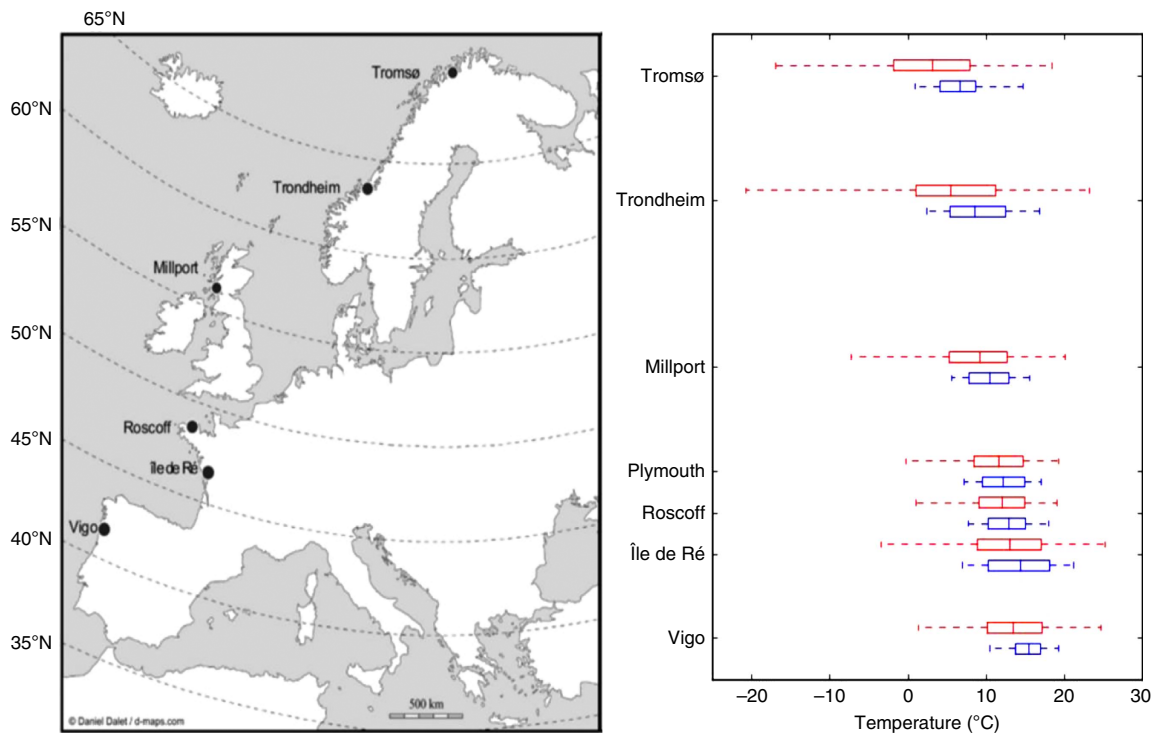 65°N
60°N
55°N
50°N
45°N
40°N
35°N
Tromsø
Trondheim
Millport
Roscoff
île de Ré
Vigo
500 km
© Daniel Dalet / d-maps.com
Tromsø
Trondheim
Millport
Plymouth
Roscoff
Île de Ré
Vigo
−20 −10 0 10 20 30
Temperature (°C)